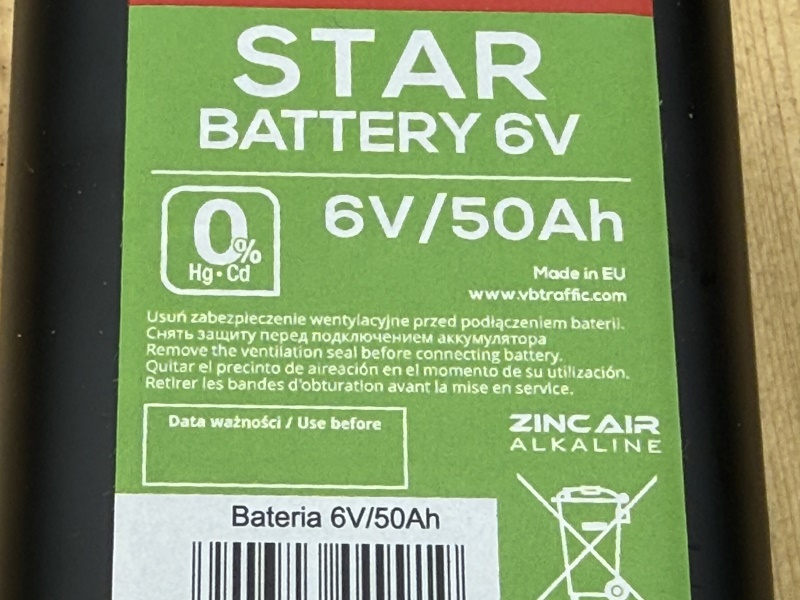 STAR
BATTERY 6V
0%
Hg•Cd
6V/50Ah
Made in EU
www.vbtraffic.com
Usuń zabezpieczenie wentylacyjne przed podłączeniem baterii.
Снять защиту перед подключением аккумулятора
Remove the ventilation seal before connecting battery.
Quitar el precinto de aireación en el momento de su utilización.
Retirer les bandes d'obturation avant la mise en service.
Data ważności / Use before
ZINC AIR
ALKALINE
Bateria 6V/50Ah